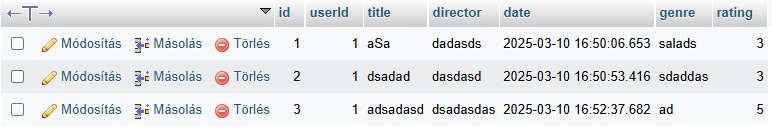 id userId title director date genre rating
Módosítás Másolás Törlés 1 1 aSa dadasds 2025-03-10 16:50:06.653 salads 3
Módosítás Másolás Törlés 2 1 dsadad dasdasd 2025-03-10 16:50:53.416 sdaddas 3
Módosítás Másolás Törlés 3 1 adsadasd dsadasdas 2025-03-10 16:52:37.682 ad 5